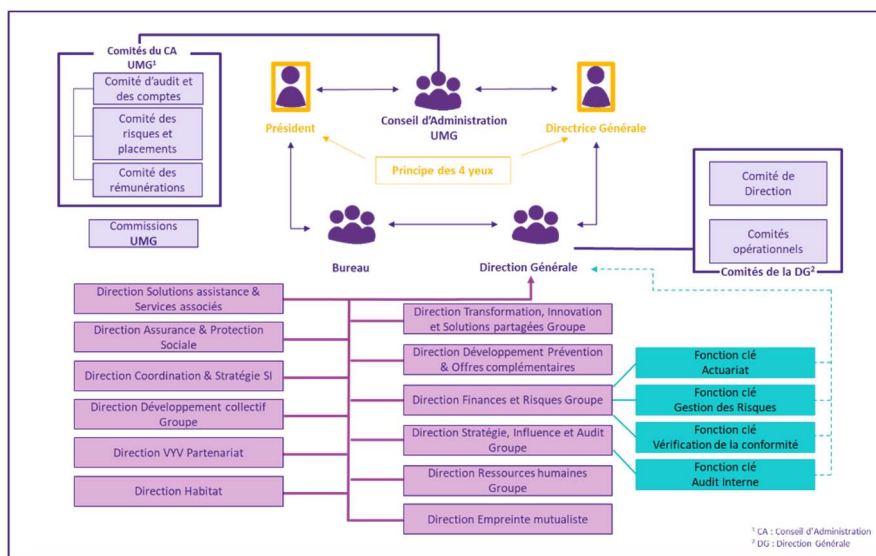 Comités du CA
UMG¹
Comité d'audit et
des comptes
Comité des
risques et
placements
Comité des
rémunérations
Commissions
UMG
Président
Conseil d'Administration
UMG
Directrice Générale
Principe des 4 yeux
Bureau
Direction Générale
Comité de
Direction
Comités
opérationnels
Comités de la DG²
Direction Solutions assistance &
Services associés
Direction Assurance & Protection
Sociale
Direction Coordination & Stratégie SI
Direction Développement collectif
Groupe
Direction VYV Partenariat
Direction Habitat
Direction Transformation, Innovation
et Solutions partagées Groupe
Direction Développement Prévention
& Offres complémentaires
Direction Finances et Risques Groupe
Direction Stratégie, Influence et Audit
Groupe
Direction Ressources humaines
Groupe
Direction Empreinte mutualiste
Fonction clé
Actuariat
Fonction clé
Gestion des Risques
Fonction clé
Vérification de la conformité
Fonction clé
Audit Interne
¹ CA : Conseil d'Administration
² DG : Direction Générale